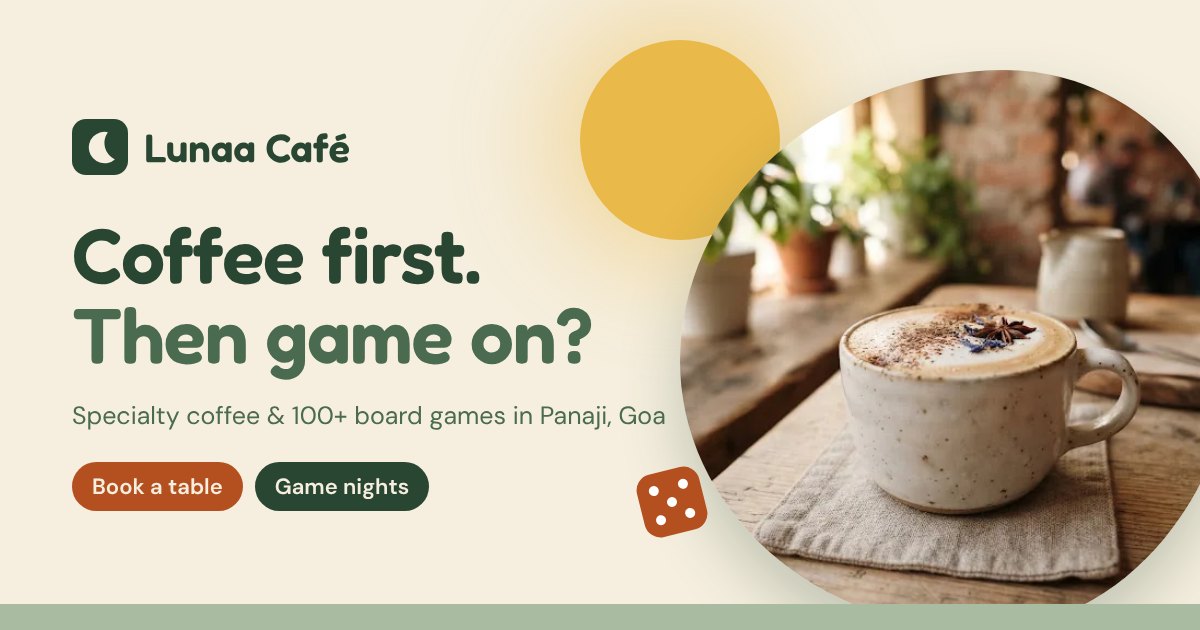 Lunaa Café
Coffee first.
Then game on?
Specialty coffee & 100+ board games in Panaji, Goa
Book a table
Game nights